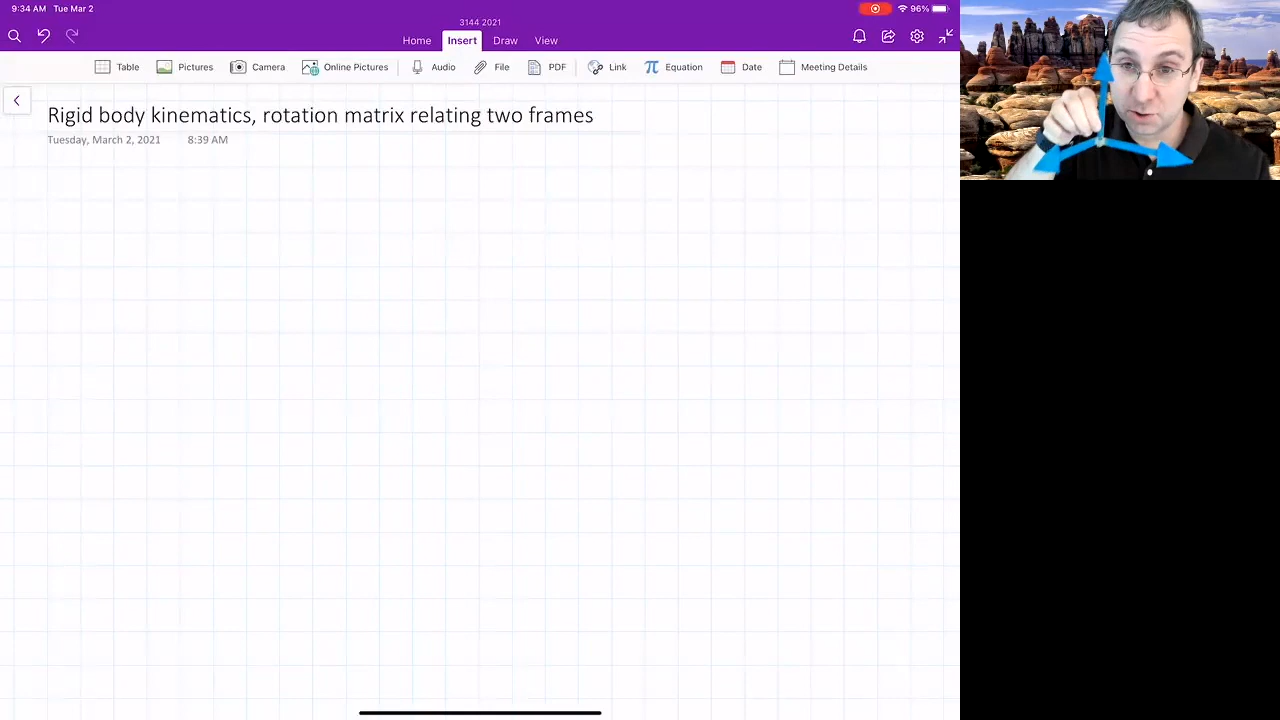 9:34 AM Tue Mar 2
96%
3144 2021
Home Insert Draw View
Table Pictures Camera Online Pictures Audio File PDF Link Equation Date Meeting Details
Rigid body kinematics, rotation matrix relating two frames
Tuesday, March 2, 2021 8:39 AM